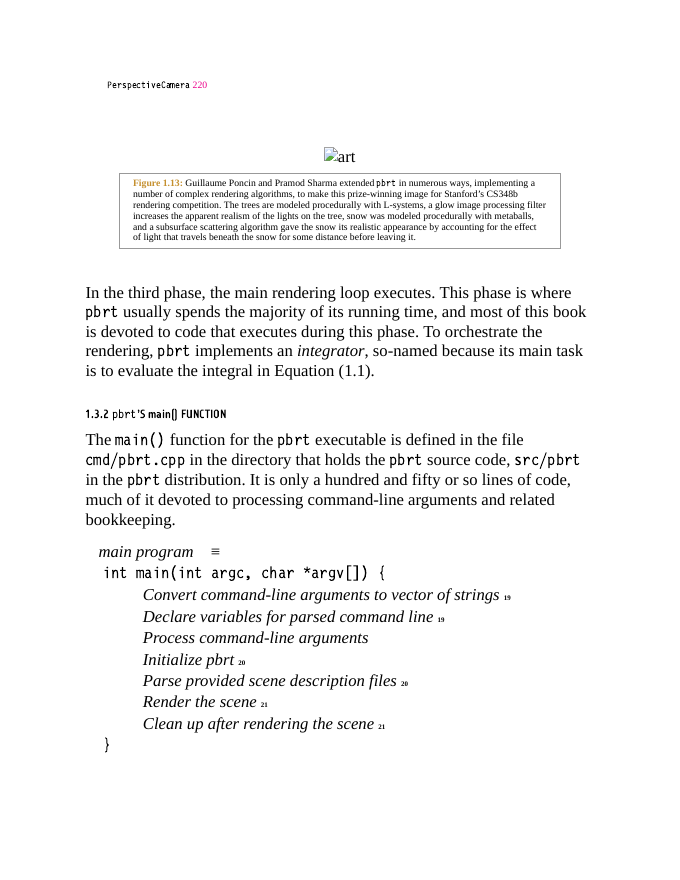 PerspectiveCamera 220
art
Figure 1.13: Guillaume Poncin and Pramod Sharma extended pbrt in numerous ways, implementing a
number of complex rendering algorithms, to make this prize-winning image for Stanford’s CS348b
rendering competition. The trees are modeled procedurally with L-systems, a glow image processing filter
increases the apparent realism of the lights on the tree, snow was modeled procedurally with metaballs,
and a subsurface scattering algorithm gave the snow its realistic appearance by accounting for the effect
of light that travels beneath the snow for some distance before leaving it.
In the third phase, the main rendering loop executes. This phase is where
pbrt usually spends the majority of its running time, and most of this book
is devoted to code that executes during this phase. To orchestrate the
rendering, pbrt implements an integrator, so-named because its main task
is to evaluate the integral in Equation (1.1).
1.3.2 pbrt’S main() FUNCTION
The main() function for the pbrt executable is defined in the file
cmd/pbrt.cpp in the directory that holds the pbrt source code, src/pbrt
in the pbrt distribution. It is only a hundred and fifty or so lines of code,
much of it devoted to processing command-line arguments and related
bookkeeping.
main program ≡
int main(int argc, char *argv[]) {
Convert command-line arguments to vector of strings 19
Declare variables for parsed command line 19
Process command-line arguments
Initialize pbrt 20
Parse provided scene description files 20
Render the scene 21
Clean up after rendering the scene 21
}